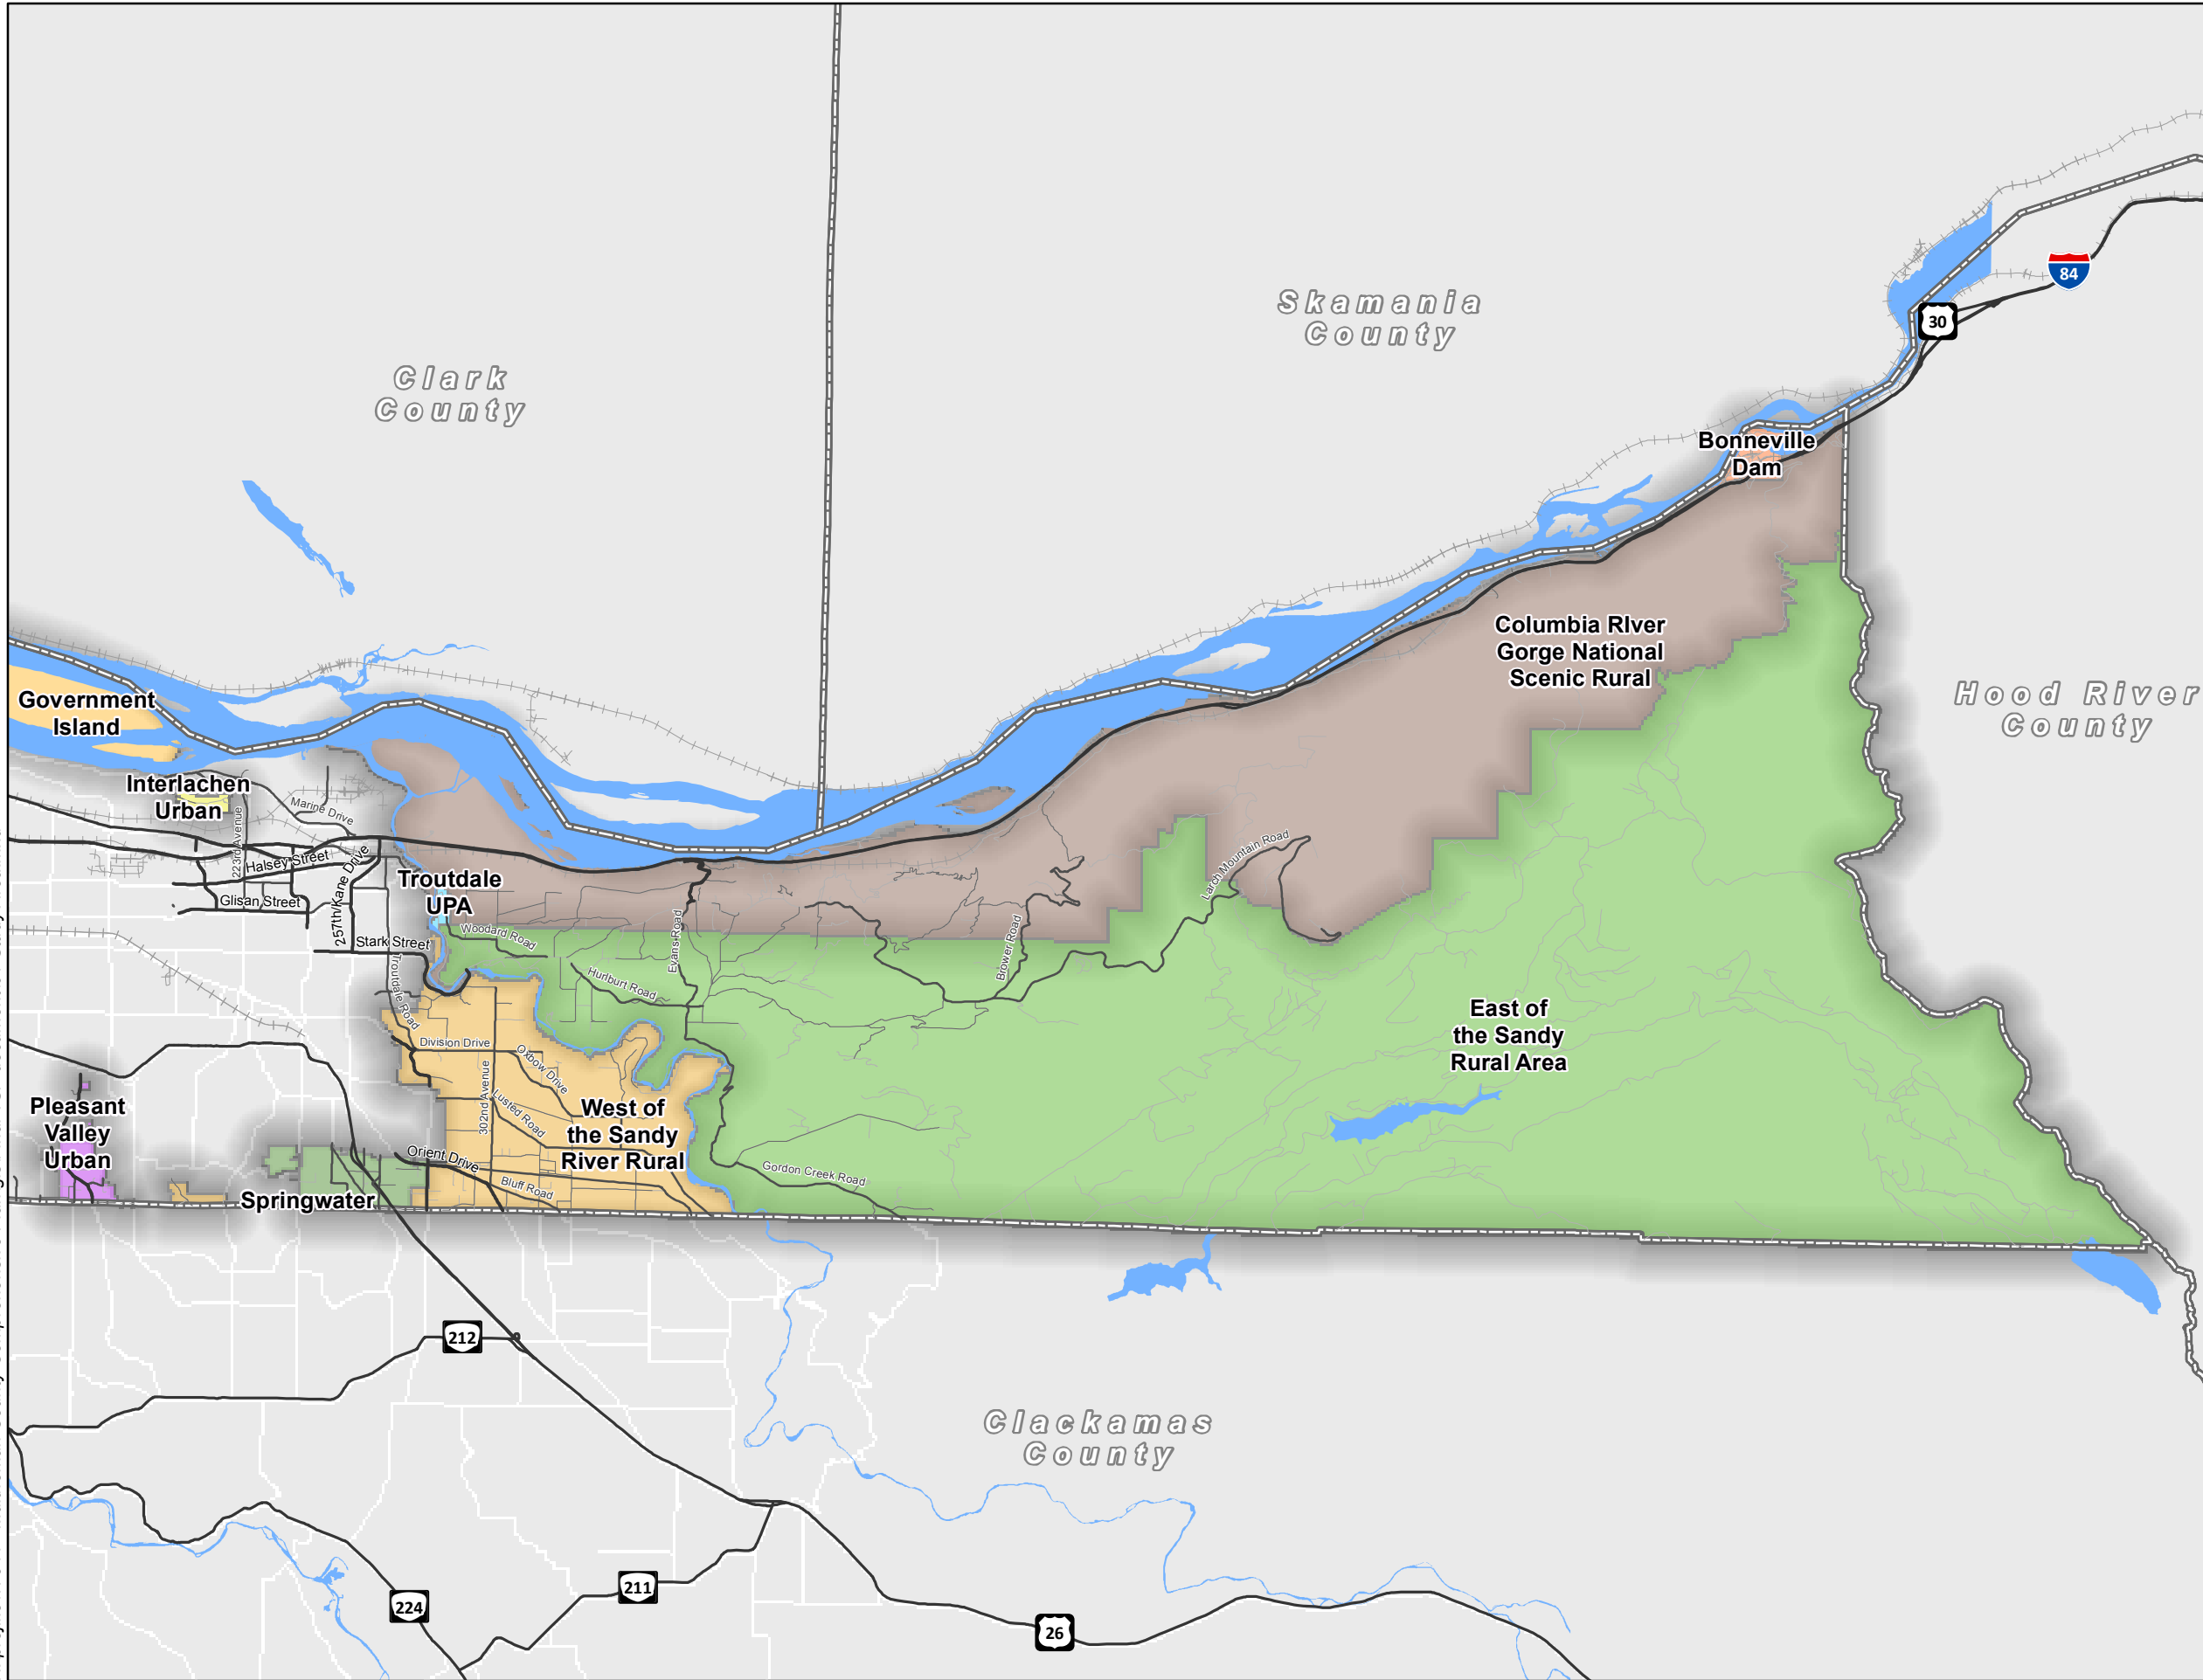 Skamania
County
Clark
County
84
30
Bonneville
Dam
Columbia RIver
Gorge National
Scenic Rural
Hood River
County
Government
Island
Interlachen
Urban
Marine Drive
223rd Avenue
Halsey Street
257th/Kane Drive
Glisan Street
Troutdale
UPA
Stark Street
Troutdale Road
Woodard Road
Evans Road
Hurlburt Road
Brower Road
Larch Mountain Road
East of
the Sandy
Rural Area
Division Drive
Oxbow Drive
302nd Avenue
Lusted Road
West of
the Sandy
River Rural
Orient Drive
Bluff Road
Gordon Creek Road
Pleasant
Valley
Urban
Springwater
212
Clackamas
County
211
224
26